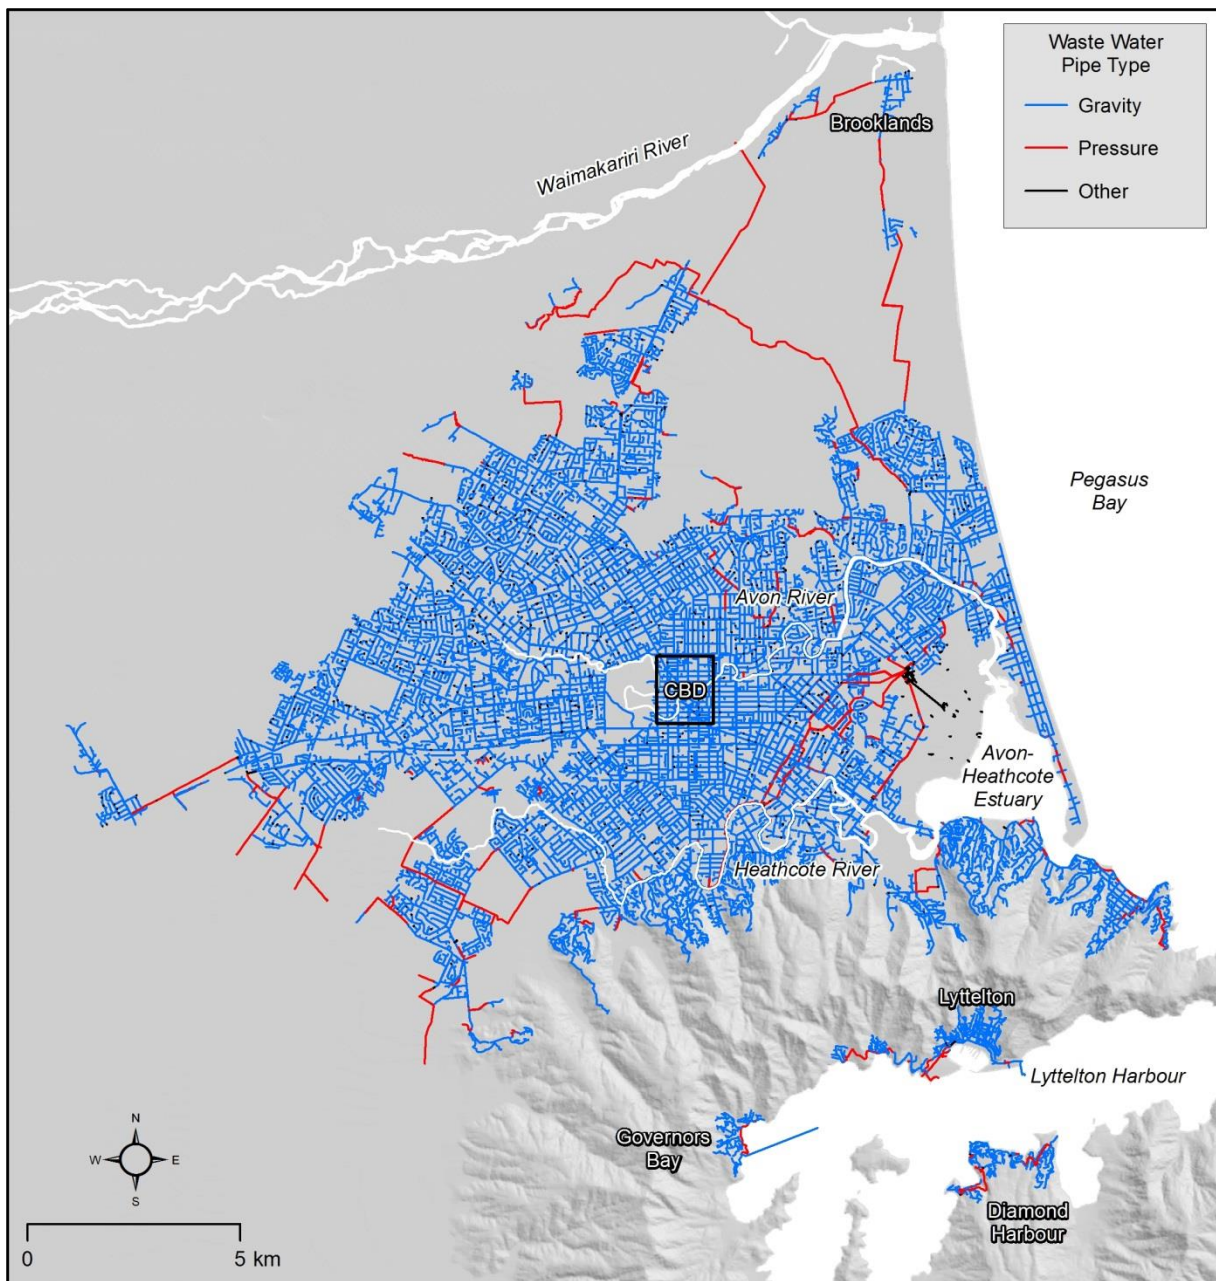 Waste Water
Pipe Type
Gravity
Pressure
Other
Brooklands
Waimakariri River
Pegasus
Bay
Avon River
CBD
Avon-
Heathcote
Estuary
Heathcote River
Lyttelton
Lyttelton Harbour
Governors
Bay
Diamond
Harbour
N
W
E
S
0
5 km